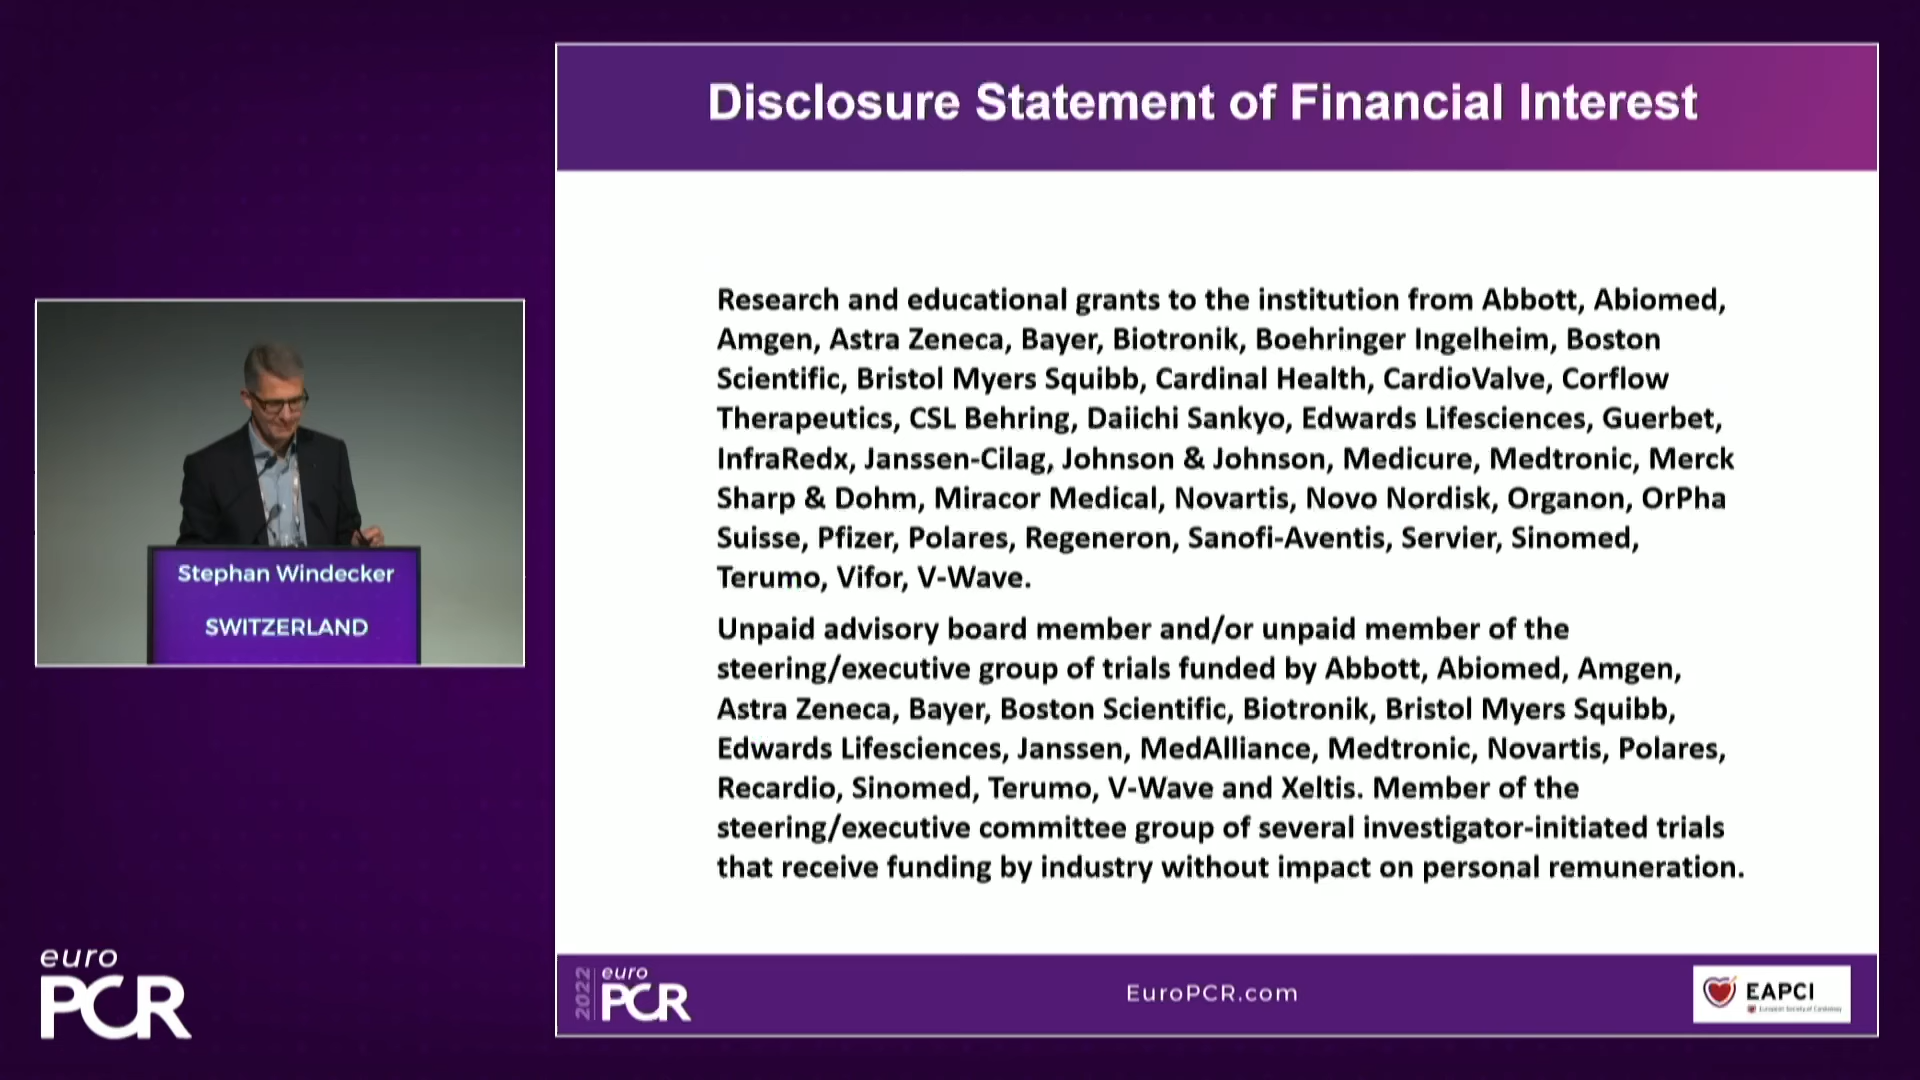 Disclosure Statement of Financial Interest
Research and educational grants to the institution from Abbott, Abiomed,
Amgen, Astra Zeneca, Bayer, Biotronik, Boehringer Ingelheim, Boston
Scientific, Bristol Myers Squibb, Cardinal Health, CardioValve, Corflow
Therapeutics, CSL Behring, Daiichi Sankyo, Edwards Lifesciences, Guerbet,
InfraRedx, Janssen-Cilag, Johnson & Johnson, Medicure, Medtronic, Merck
Sharp & Dohm, Miracor Medical, Novartis, Novo Nordisk, Organon, OrPha
Suisse, Pfizer, Polares, Regeneron, Sanofi-Aventis, Servier, Sinomed,
Terumo, Vifor, V-Wave.
Unpaid advisory board member and/or unpaid member of the
steering/executive group of trials funded by Abbott, Abiomed, Amgen,
Astra Zeneca, Bayer, Boston Scientific, Biotronik, Bristol Myers Squibb,
Edwards Lifesciences, Janssen, MedAlliance, Medtronic, Novartis, Polares,
Recardio, Sinomed, Terumo, V-Wave and Xeltis. Member of the
steering/executive committee group of several investigator-initiated trials
that receive funding by industry without impact on personal remuneration.
Stephan Windecker
SWITZERLAND
euro
PCR
2022
euro
PCR
EuroPCR.com
EAPCI
European Society of Cardiology